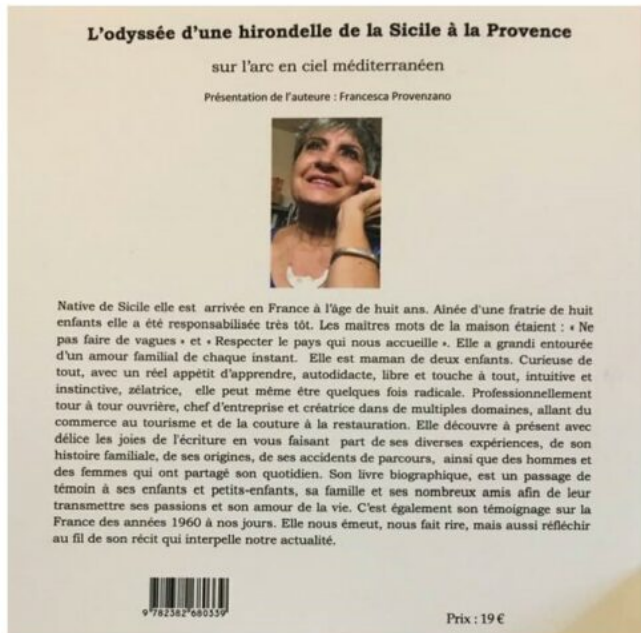 L'odyssée d'une hirondelle de la Sicile à la Provence
sur l'arc en ciel méditerranéen
Présentation de l'auteure : Francesca Provenzano
Native de Sicile elle est arrivée en France à l'âge de huit ans. Ainée d'une fratrie de huit
enfants elle a été responsabilisée très tôt. Les maîtres mots de la maison étaient : « Ne
pas faire de vagues » et « Respecter le pays qui nous accueille ». Elle a grandi entourée
d'un amour familial de chaque instant. Elle est maman de deux enfants. Curieuse de
tout, avec un réel appétit d'apprendre, autodidacte, libre et touche à tout, intuitive et
instinctive, zélatrice, elle peut même être quelques fois radicale. Professionnellement
tour à tour ouvrière, chef d'entreprise et créatrice dans de multiples domaines, allant du
commerce au tourisme et de la couture à la restauration. Elle découvre à présent avec
délice les joies de l'écriture en vous faisant part de ses diverses expériences, de son
histoire familiale, de ses origines, de ses accidents de parcours, ainsi que des hommes et
des femmes qui ont partagé son quotidien. Son livre biographique, est un passage de
témoin à ses enfants et petits-enfants, sa famille et ses nombreux amis afin de leur
transmettre ses passions et son amour de la vie. C'est également son témoignage sur la
France des années 1960 à nos jours. Elle nous émeut, nous fait rire, mais aussi réfléchir
au fil de son récit qui interpelle notre actualité.
9 782382 680339
Prix : 19 €